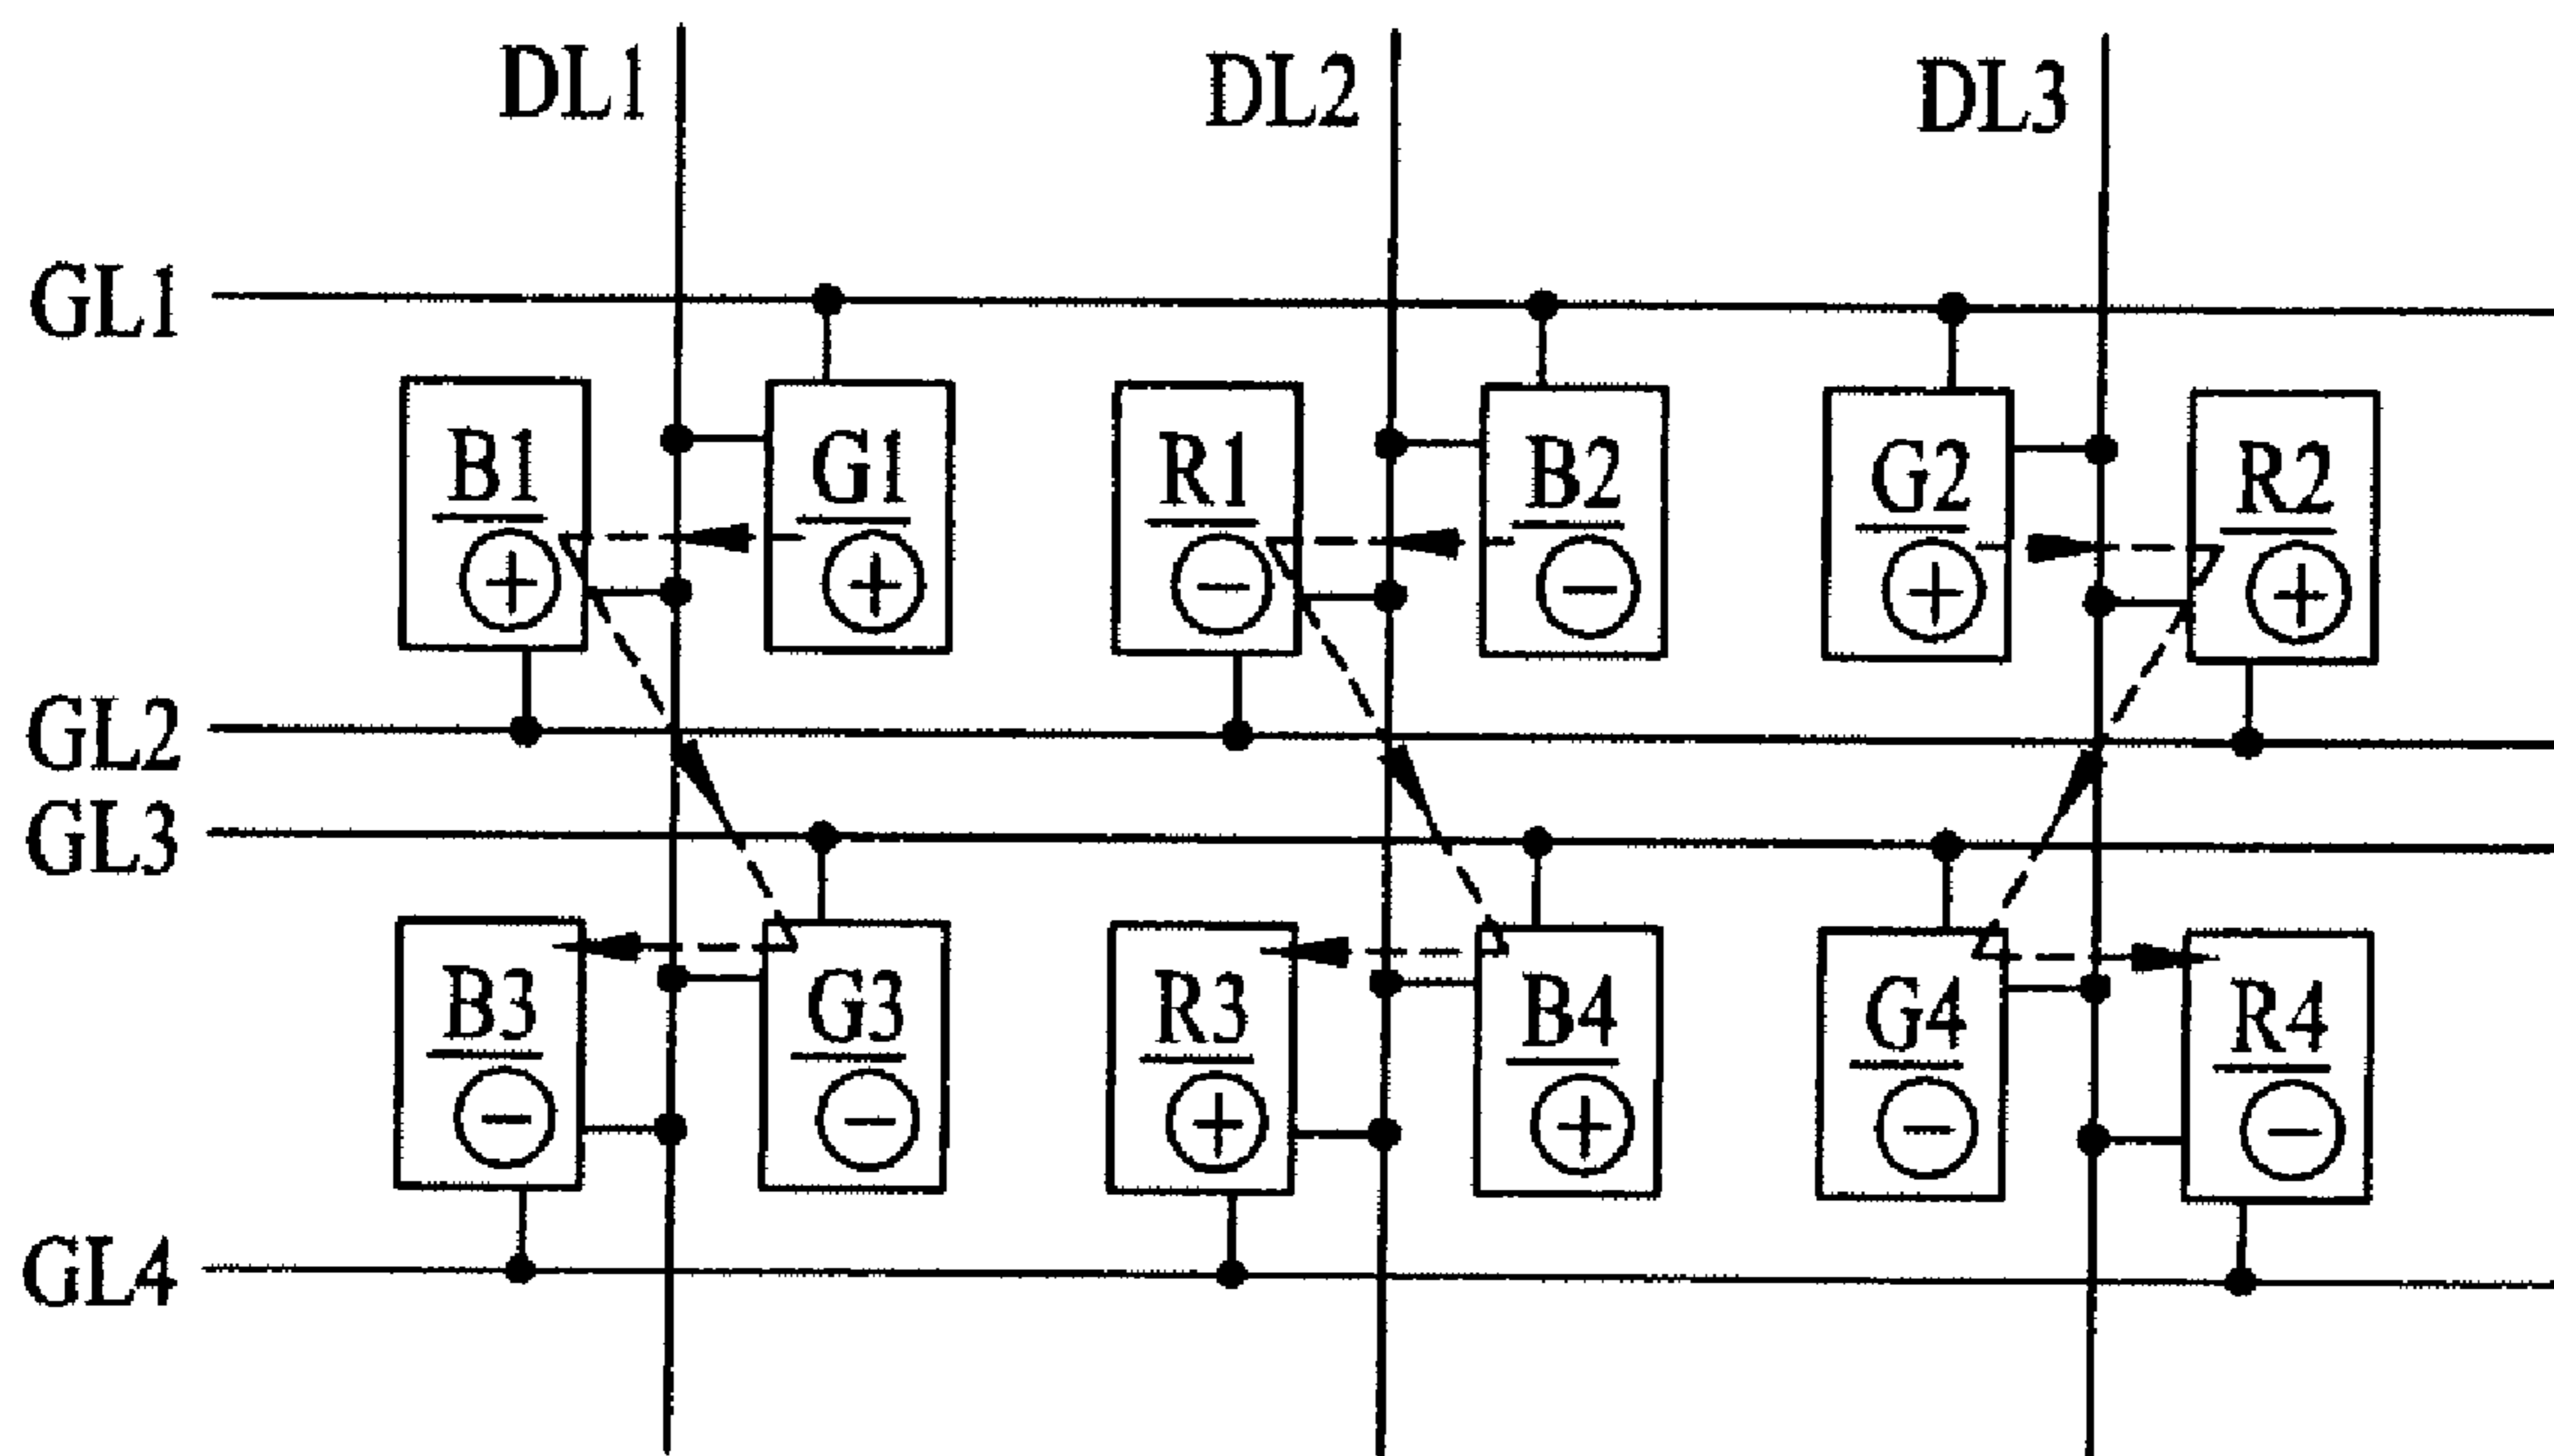 DL1 DL2 DL3
GL1
B1 G1 R1 B2 G2 R2
+ + − − + +
GL2
GL3
B3 G3 R3 B4 G4 R4
− − + + − −
GL4